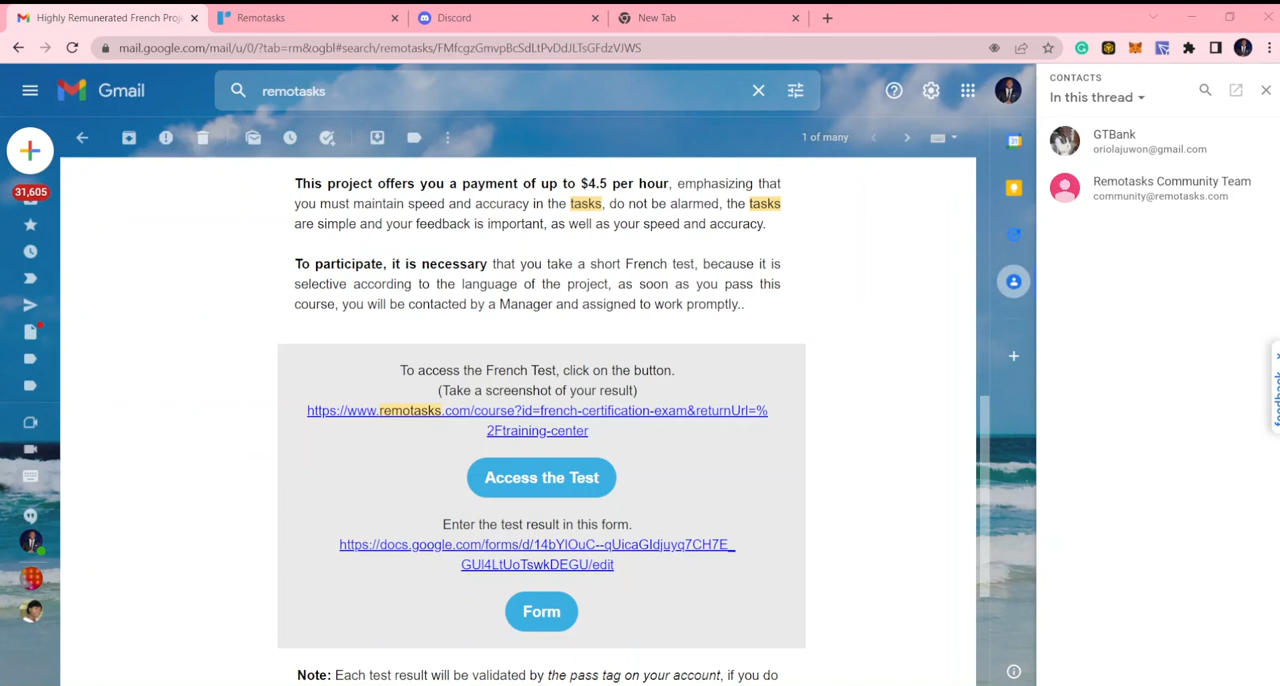 Highly Remunerated French Proj
Remotasks
Discord
New Tab
mail.google.com/mail/u/0/?tab=rm&ogbl#search/remotasks/FMfcgzGmvpBcSdLtPvDdJLTsGFdzVJWS
Gmail
remotasks
CONTACTS
In this thread
1 of many
GTBank
oriolajuwon@gmail.com
Remotasks Community Team
community@remotasks.com
31,605
This project offers you a payment of up to $4.5 per hour, emphasizing that
you must maintain speed and accuracy in the tasks, do not be alarmed, the tasks
are simple and your feedback is important, as well as your speed and accuracy.
To participate, it is necessary that you take a short French test, because it is
selective according to the language of the project, as soon as you pass this
course, you will be contacted by a Manager and assigned to work promptly..
To access the French Test, click on the button.
(Take a screenshot of your result)
https://www.remotasks.com/course?id=french-certification-exam&returnUrl=%
2Ftraining-center
Access the Test
Enter the test result in this form.
https://docs.google.com/forms/d/14bYlOuC--qUicaGIdjuyq7CH7E_
GUl4LtUoTswkDEGU/edit
Form
Note: Each test result will be validated by the pass tag on your account, if you do
feedback